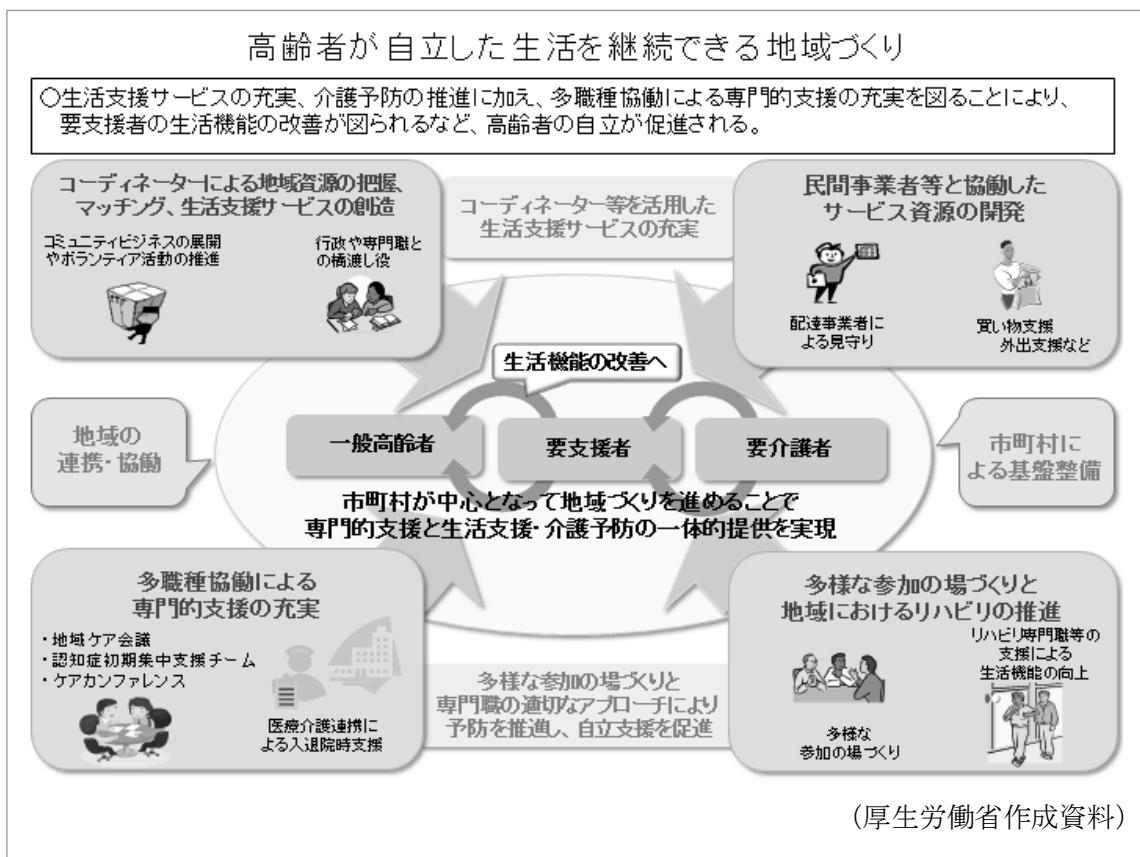 高齢者が自立した生活を継続できる地域づくり
○生活支援サービスの充実、介護予防の推進に加え、多職種協働による専門的支援の充実を図ることにより、
要支援者の生活機能の改善が図られるなど、高齢者の自立が促進される。
コーディネーターによる地域資源の把握、
マッチング、生活支援サービスの創造
コミュニティビジネスの展開
やボランティア活動の推進
行政や専門職と
の橋渡し役
コーディネーター等を活用した
生活支援サービスの充実
民間事業者等と協働した
サービス資源の開発
配達事業者に
よる見守り
買い物支援
外出支援など
生活機能の改善へ
地域の
連携・協働
一般高齢者
要支援者
要介護者
市町村に
よる基盤整備
市町村が中心となって地域づくりを進めることで
専門的支援と生活支援・介護予防の一体的提供を実現
多職種協働による
専門的支援の充実
・地域ケア会議
・認知症初期集中支援チーム
・ケアカンファレンス
医療介護連携に
よる入退院時支援
多様な参加の場づくりと
専門職の適切なアプローチにより
予防を推進し、自立支援を促進
多様な参加の場づくりと
地域におけるリハビリの推進
リハビリ専門職等の
支援による
生活機能の向上
多様な
参加の場づくり
(厚生労働省作成資料)